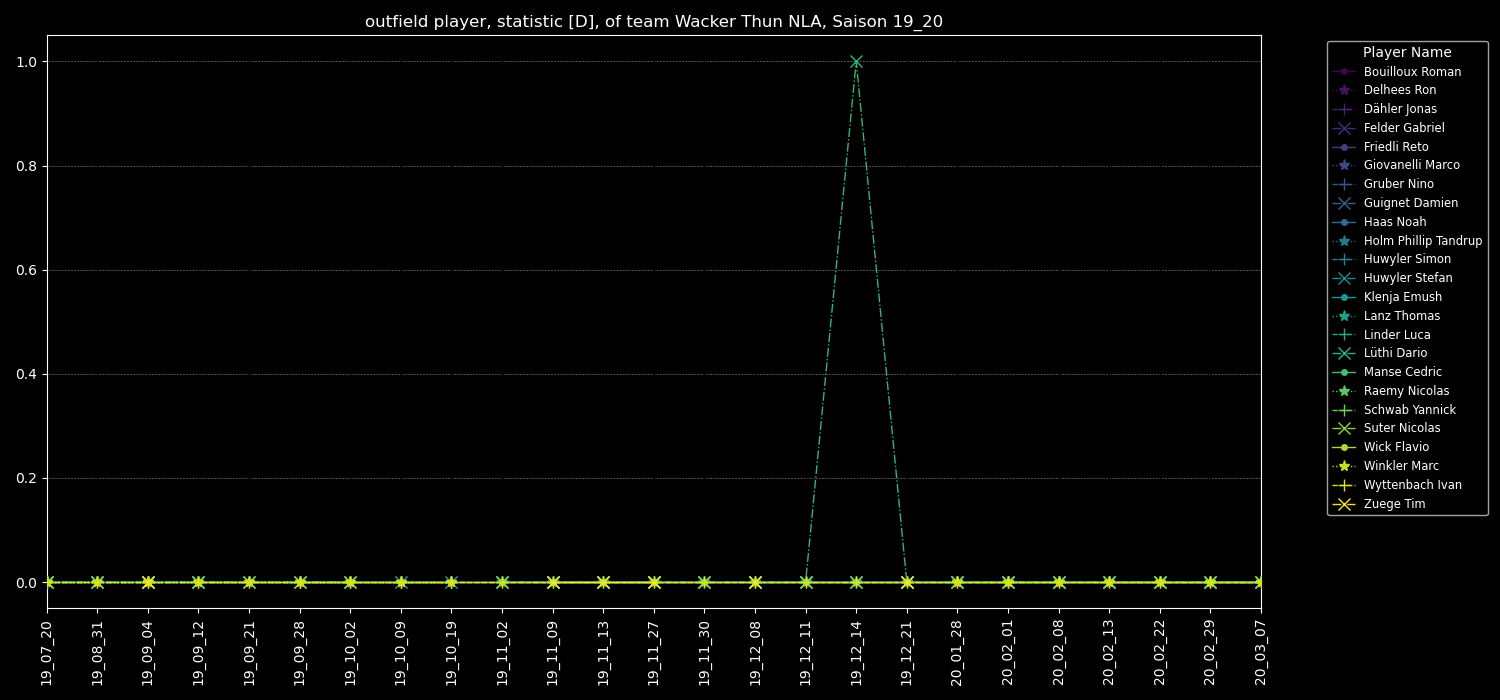 outfield player, statistic [D], of team Wacker Thun NLA, Saison 19_20
1.0
0.8
0.6
0.4
0.2
0.0
19_07_20
19_08_31
19_09_04
19_09_12
19_09_21
19_09_28
19_10_02
19_10_09
19_10_19
19_11_02
19_11_09
19_11_13
19_11_27
19_11_30
19_12_08
19_12_11
19_12_14
19_12_21
20_01_28
20_02_01
20_02_08
20_02_13
20_02_22
20_02_29
20_03_07
Player Name
Bouilloux Roman
Delhees Ron
Dähler Jonas
Felder Gabriel
Friedli Reto
Giovanelli Marco
Gruber Nino
Guignet Damien
Haas Noah
Holm Phillip Tandrup
Huwyler Simon
Huwyler Stefan
Klenja Emush
Lanz Thomas
Linder Luca
Lüthi Dario
Manse Cedric
Raemy Nicolas
Schwab Yannick
Suter Nicolas
Wick Flavio
Winkler Marc
Wyttenbach Ivan
Zuege Tim